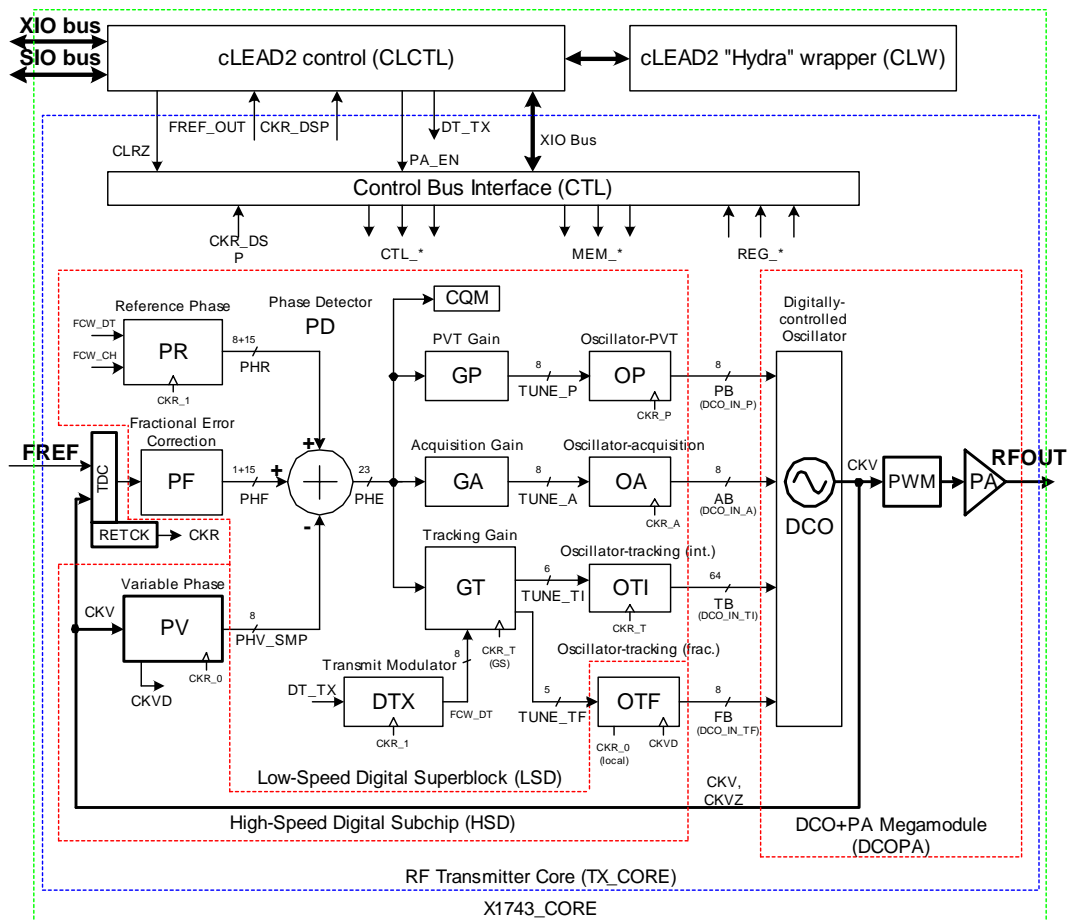 XIO bus
SIO bus
cLEAD2 control (CLCTL)
cLEAD2 "Hydra" wrapper (CLW)
FREF_OUT
CKR_DSP
DT_TX
CLRZ
PA_EN
XIO Bus
Control Bus Interface (CTL)
CKR_DS
P
CTL_*
MEM_*
REG_*
Reference Phase
Phase Detector
PD
CQM
Digitally-
controlled
Oscillator
FCW_DT
FCW_CH
PR
8+15
PHR
CKR_1
PVT Gain
GP
8
TUNE_P
Oscillator-PVT
OP
CKR_P
8
PB
(DCO_IN_P)
Fractional Error
Correction
FREF
TDC
PF
1+15
PHF
+
+
-
23
PHE
Acquisition Gain
GA
8
TUNE_A
Oscillator-acquisition
OA
CKR_A
8
AB
(DCO_IN_A)
DCO
CKV
PWM
PA
RFOUT
RETCK
CKR
Tracking Gain
GT
6
TUNE_TI
Oscillator-tracking (int.)
OTI
CKR_T
64
TB
(DCO_IN_TI)
Variable Phase
CKV
PV
8
PHV_SMP
CKR_0
CKVD
CKR_T
(GS)
8
Oscillator-tracking (frac.)
Transmit Modulator
DT_TX
DTX
FCW_DT
CKR_1
5
TUNE_TF
OTF
CKR_0
(local)
CKVD
8
FB
(DCO_IN_TF)
Low-Speed Digital Superblock (LSD)
CKV,
CKVZ
High-Speed Digital Subchip (HSD)
DCO+PA Megamodule
(DCOPA)
RF Transmitter Core (TX_CORE)
X1743_CORE